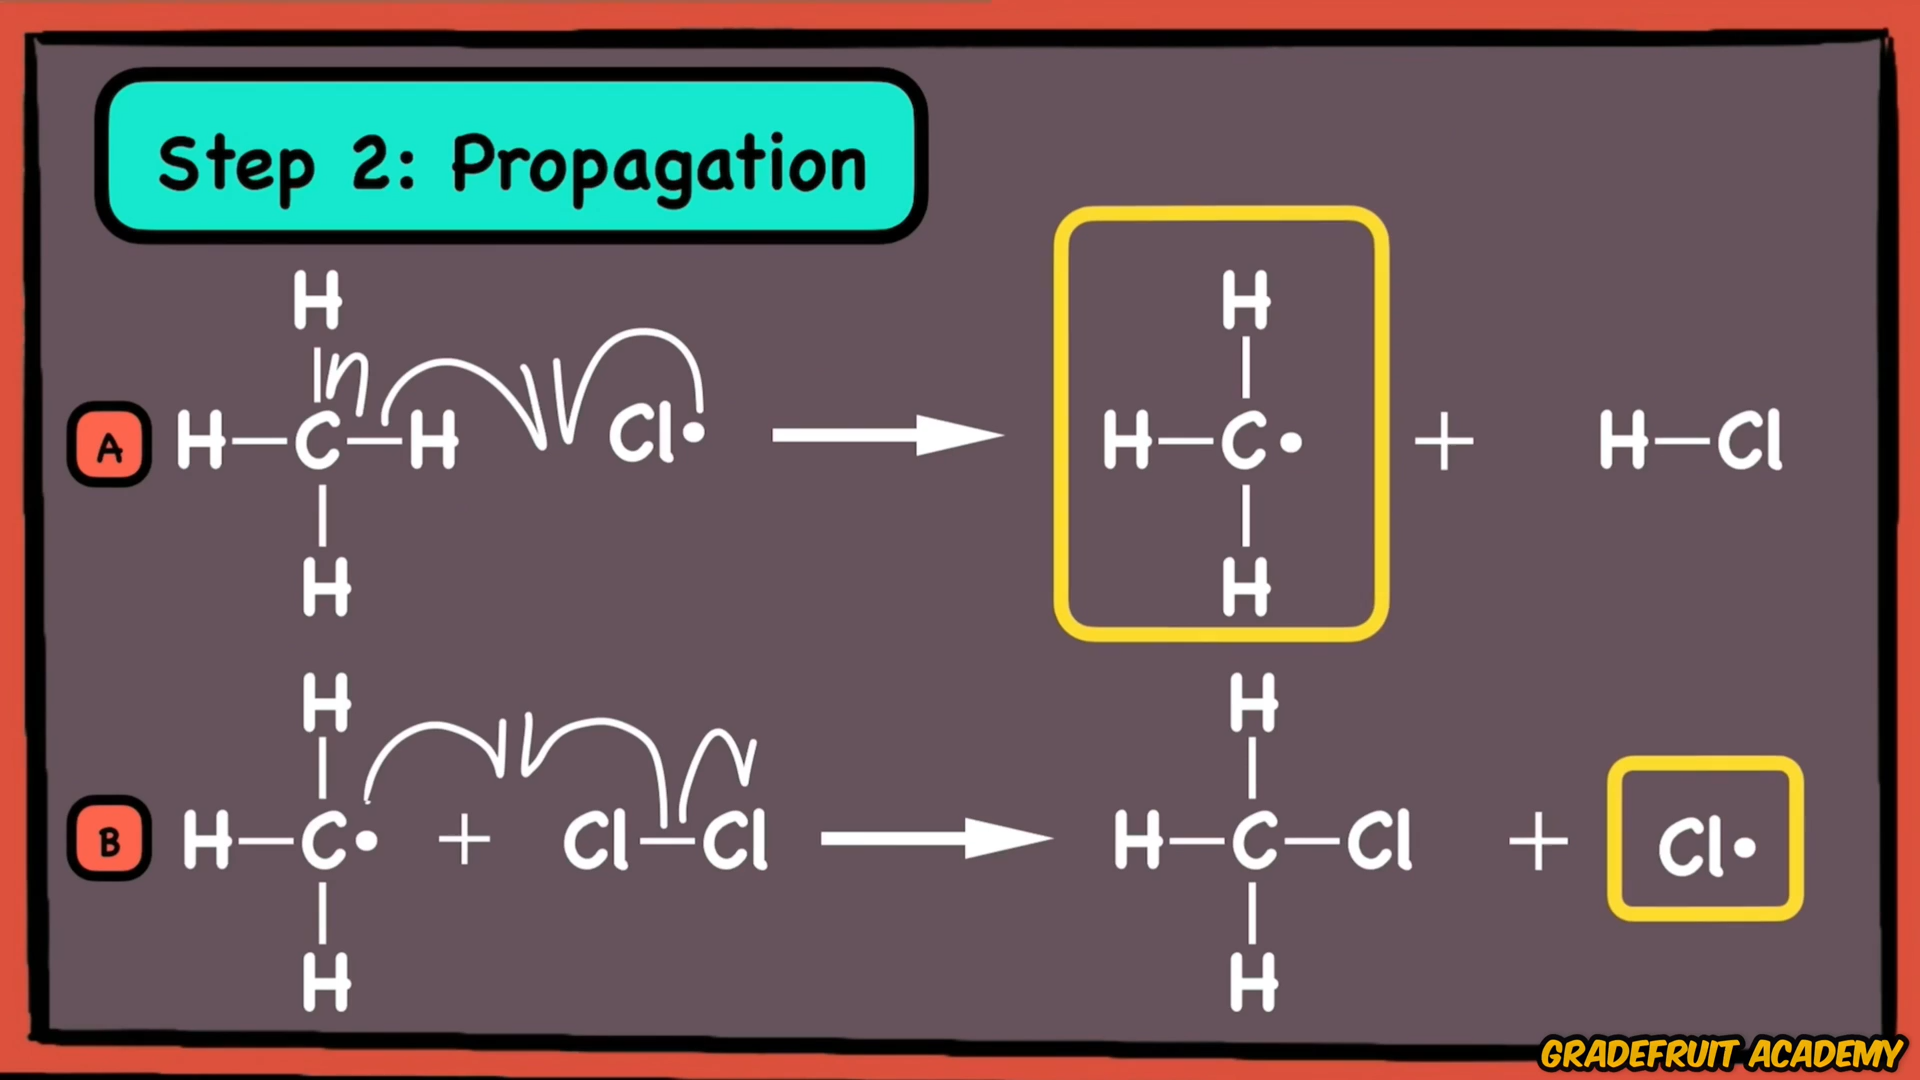 Step 2: Propagation
H H
A H—C—H Cl• H—C• + H—Cl
H H
H H
B H—C• + Cl—Cl H—C—Cl + Cl•
H H
GRADEFRUIT ACADEMY